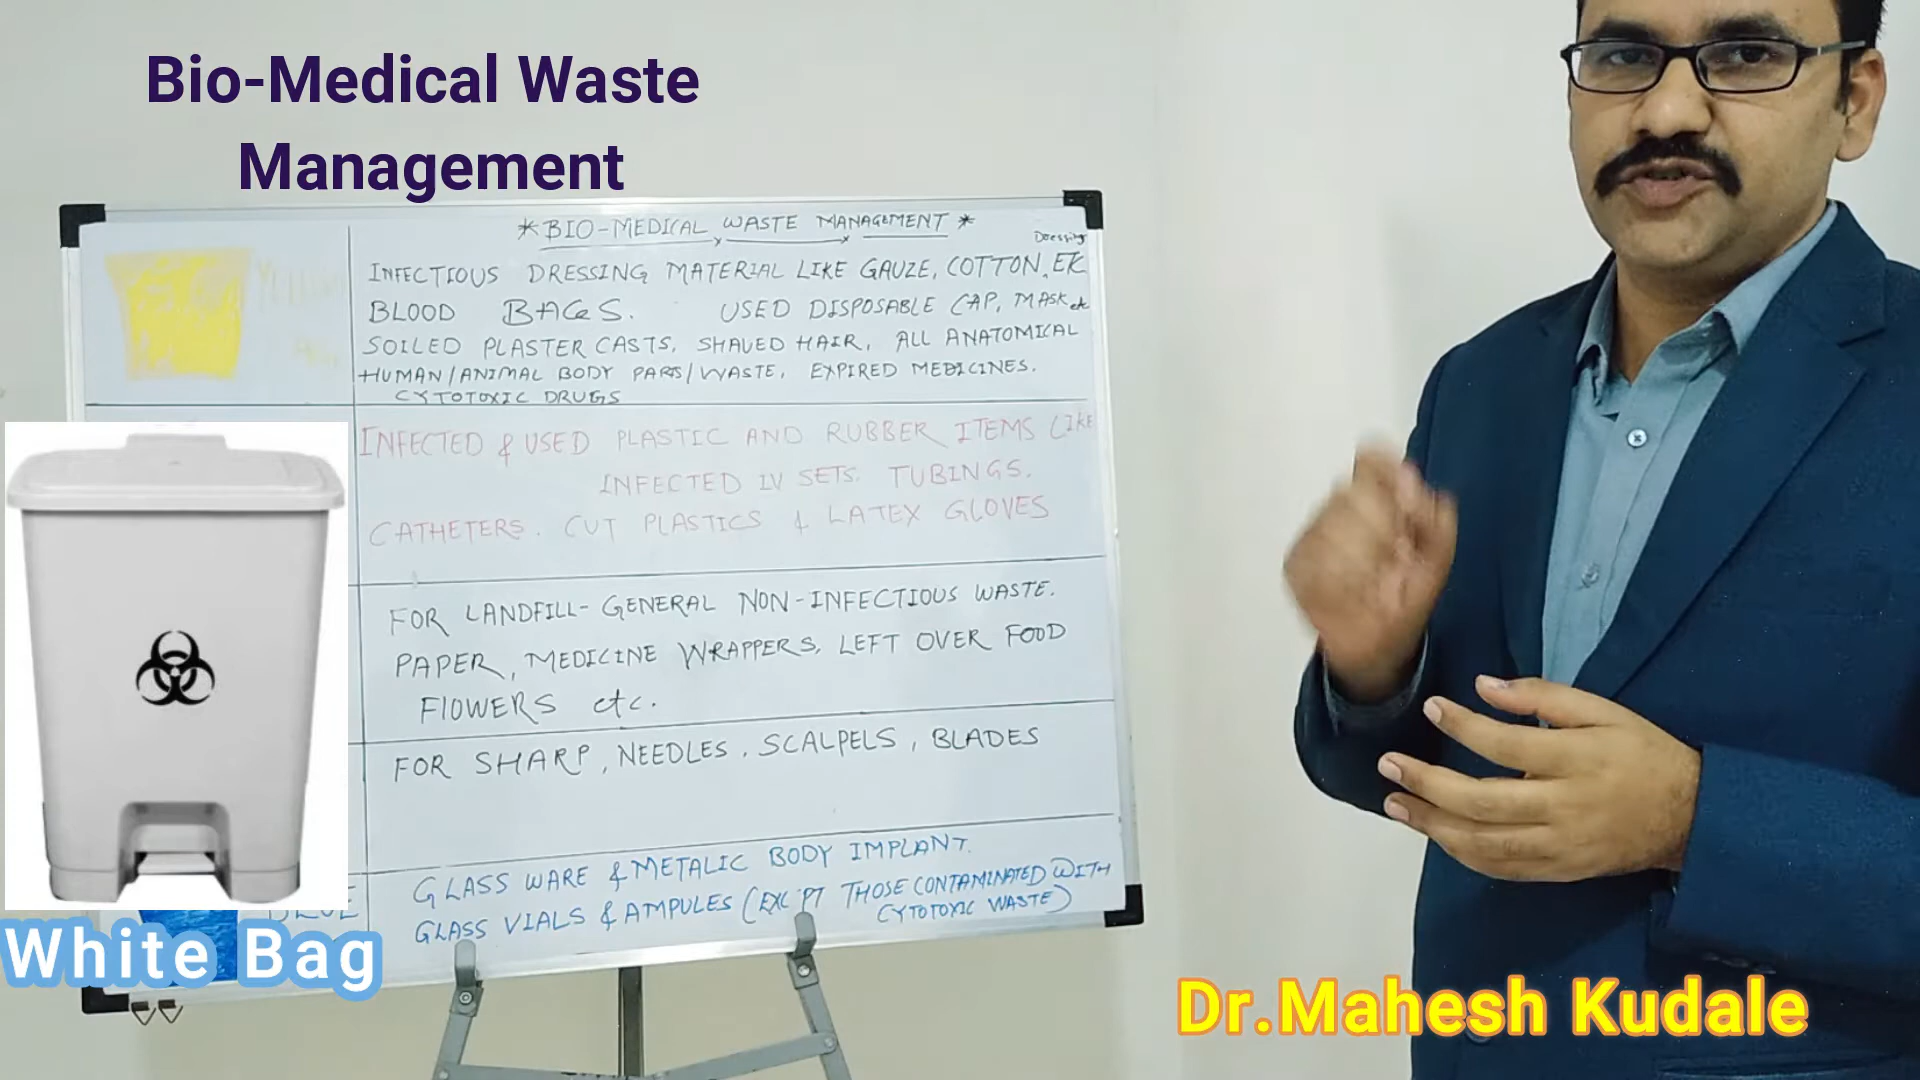 Bio-Medical Waste
Management
*BIO-MEDICAL WASTE MANAGEMENT*
Dressing
INFECTIOUS DRESSING MATERIAL LIKE GAUZE, COTTON, EK
BLOOD BAGS. USED DISPOSABLE CAP, MASK etc
SOILED PLASTER CASTS, SHAVED HAIR, ALL ANATOMICAL
HUMAN/ANIMAL BODY PARTS/WASTE, EXPIRED MEDICINES.
CYTOTOXIC DRUGS
INFECTED & USED PLASTIC AND RUBBER ITEMS LIKE
INFECTED IV SETS. TUBINGS.
CATHETERS. CUT PLASTICS & LATEX GLOVES
FOR LANDFILL- GENERAL NON-INFECTIOUS WASTE.
PAPER, MEDICINE WRAPPERS, LEFT OVER FOOD
FLOWERS etc.
FOR SHARP, NEEDLES, SCALPELS, BLADES
BLUE
GLASS WARE & METALIC BODY IMPLANT.
GLASS VIALS & AMPULES (EXCEPT THOSE CONTAMINATED WITH
CYTOTOXIC WASTE)
White Bag
Dr.Mahesh Kudale